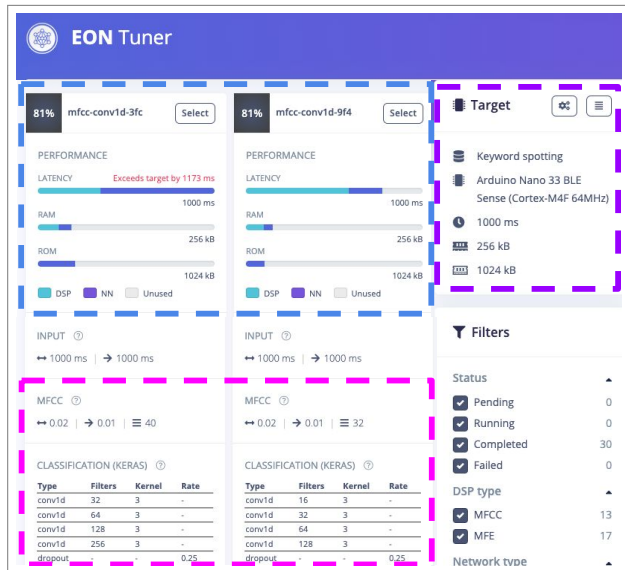 EON Tuner
81% mfcc-conv1d-3fc Select
PERFORMANCE
LATENCY Exceeds target by 1173 ms
1000 ms
RAM
256 kB
ROM
1024 kB
DSP NN Unused
INPUT
1000 ms | 1000 ms
MFCC
0.02 | 0.01 | 40
CLASSIFICATION (KERAS)
Type Filters Kernel Rate
conv1d 32 3 -
conv1d 64 3 -
conv1d 128 3 -
conv1d 256 3 -
dropout - - 0.25
81% mfcc-conv1d-9f4 Select
PERFORMANCE
LATENCY
1000 ms
RAM
256 kB
ROM
1024 kB
DSP NN Unused
INPUT
1000 ms | 1000 ms
MFCC
0.02 | 0.01 | 32
CLASSIFICATION (KERAS)
Type Filters Kernel Rate
conv1d 16 3 -
conv1d 32 3 -
conv1d 64 3 -
conv1d 128 3 -
dropout - - 0.25
Target
Keyword spotting
Arduino Nano 33 BLE
Sense (Cortex-M4F 64MHz)
1000 ms
256 kB
1024 kB
Filters
Status
Pending 0
Running 0
Completed 30
Failed 0
DSP type
MFCC 13
MFE 17
Network type